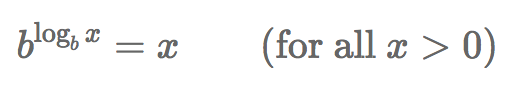 b^{\log_b x} = x (for all x > 0)